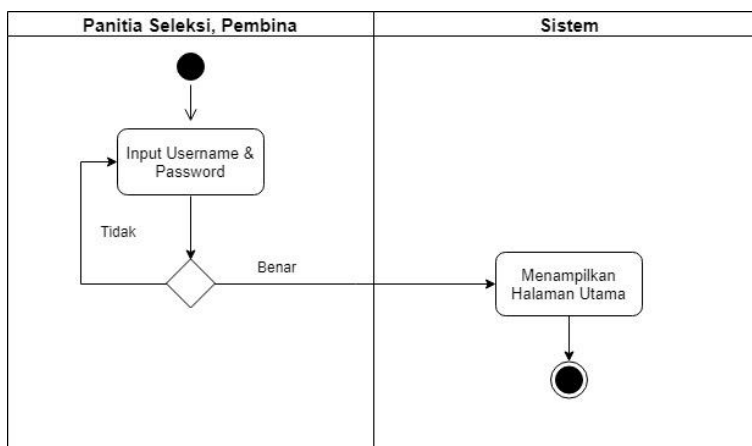 Panitia Seleksi, Pembina
Sistem
Input Username &
Password
Tidak
Benar
Menampilkan
Halaman Utama